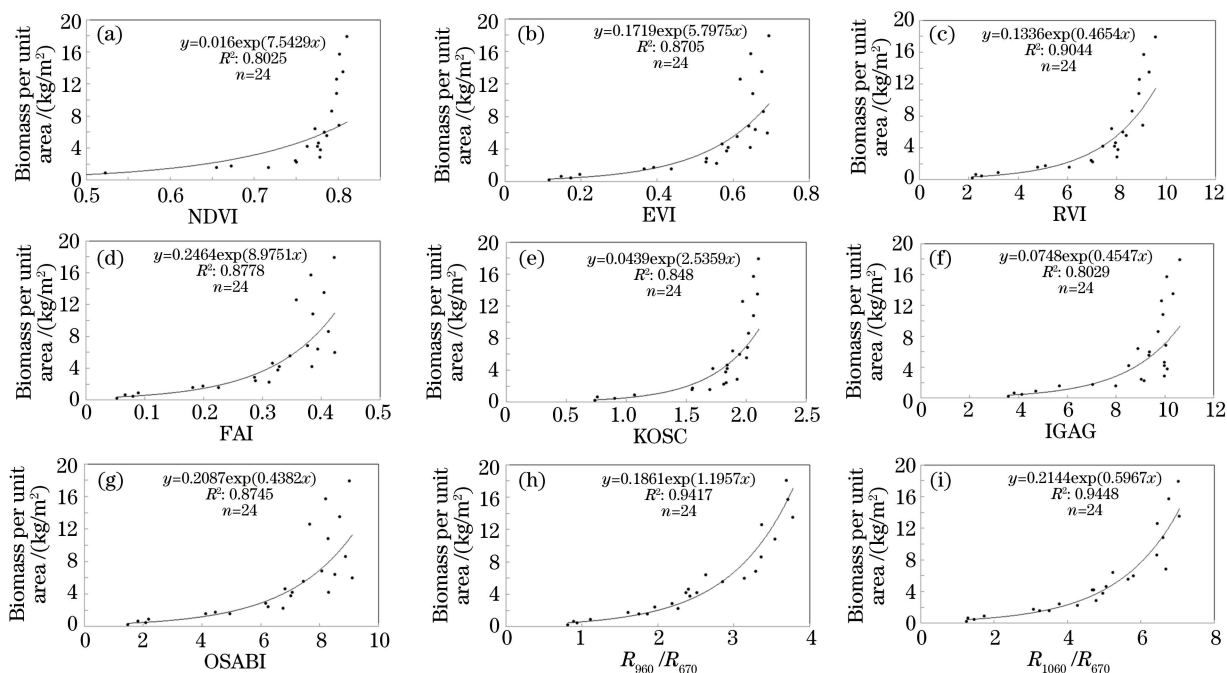 (a)
y=0.016exp(7.5429x)
R²: 0.8025
n=24
Biomass per unit
area /(kg/m²)
20
16
12
8
4
0
0.5
0.6
0.7
0.8
NDVI
(b)
y=0.1719exp(5.7975x)
R²: 0.8705
n=24
20
16
12
8
4
0
0
0.2
0.4
0.6
0.8
EVI
Biomass per unit
area /(kg/m²)
(c)
y=0.1336exp(0.4654x)
R²: 0.9044
n=24
20
16
12
8
4
0
0
2
4
6
8
10
12
RVI
Biomass per unit
area /(kg/m²)
(d)
y=0.2464exp(8.9751x)
R²: 0.8778
n=24
20
16
12
8
4
0
0
0.1
0.2
0.3
0.4
0.5
FAI
Biomass per unit
area /(kg/m²)
(e)
y=0.0439exp(2.5359x)
R²: 0.848
n=24
20
16
12
8
4
0
0
0.5
1.0
1.5
2.0
2.5
KOSC
Biomass per unit
area /(kg/m²)
(f)
y=0.0748exp(0.4547x)
R²: 0.8029
n=24
20
16
12
8
4
0
0
2
4
6
8
10
12
IGAG
Biomass per unit
area /(kg/m²)
(g)
y=0.2087exp(0.4382x)
R²: 0.8745
n=24
20
16
12
8
4
0
0
2
4
6
8
10
OSABI
Biomass per unit
area /(kg/m²)
(h)
y=0.1861exp(1.1957x)
R²: 0.9417
n=24
20
16
12
8
4
0
0
1
2
3
4
R₉₆₀/R₆₇₀
Biomass per unit
area /(kg/m²)
(i)
y=0.2144exp(0.5967x)
R²: 0.9448
n=24
20
16
12
8
4
0
0
2
4
6
8
R₁₀₆₀/R₆₇₀
Biomass per unit
area /(kg/m²)